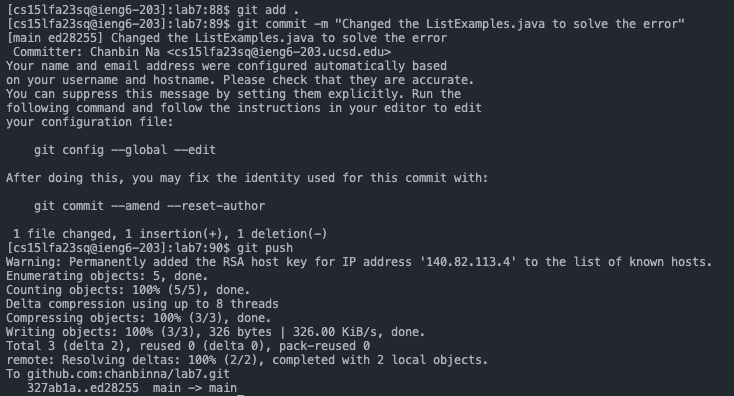 [cs15lfa23sq@ieng6-203]:lab7:88$ git add .
[cs15lfa23sq@ieng6-203]:lab7:89$ git commit -m "Changed the ListExamples.java to solve the error"
[main ed28255] Changed the ListExamples.java to solve the error
 Committer: Chanbin Na <cs15lfa23sq@ieng6-203.ucsd.edu>
Your name and email address were configured automatically based
on your username and hostname. Please check that they are accurate.
You can suppress this message by setting them explicitly. Run the
following command and follow the instructions in your editor to edit
your configuration file:

    git config --global --edit

After doing this, you may fix the identity used for this commit with:

    git commit --amend --reset-author

 1 file changed, 1 insertion(+), 1 deletion(-)
[cs15lfa23sq@ieng6-203]:lab7:90$ git push
Warning: Permanently added the RSA host key for IP address '140.82.113.4' to the list of known hosts.
Enumerating objects: 5, done.
Counting objects: 100% (5/5), done.
Delta compression using up to 8 threads
Compressing objects: 100% (3/3), done.
Writing objects: 100% (3/3), 326 bytes | 326.00 KiB/s, done.
Total 3 (delta 2), reused 0 (delta 0), pack-reused 0
remote: Resolving deltas: 100% (2/2), completed with 2 local objects.
To github.com:chanbinna/lab7.git
   327ab1a..ed28255  main -> main